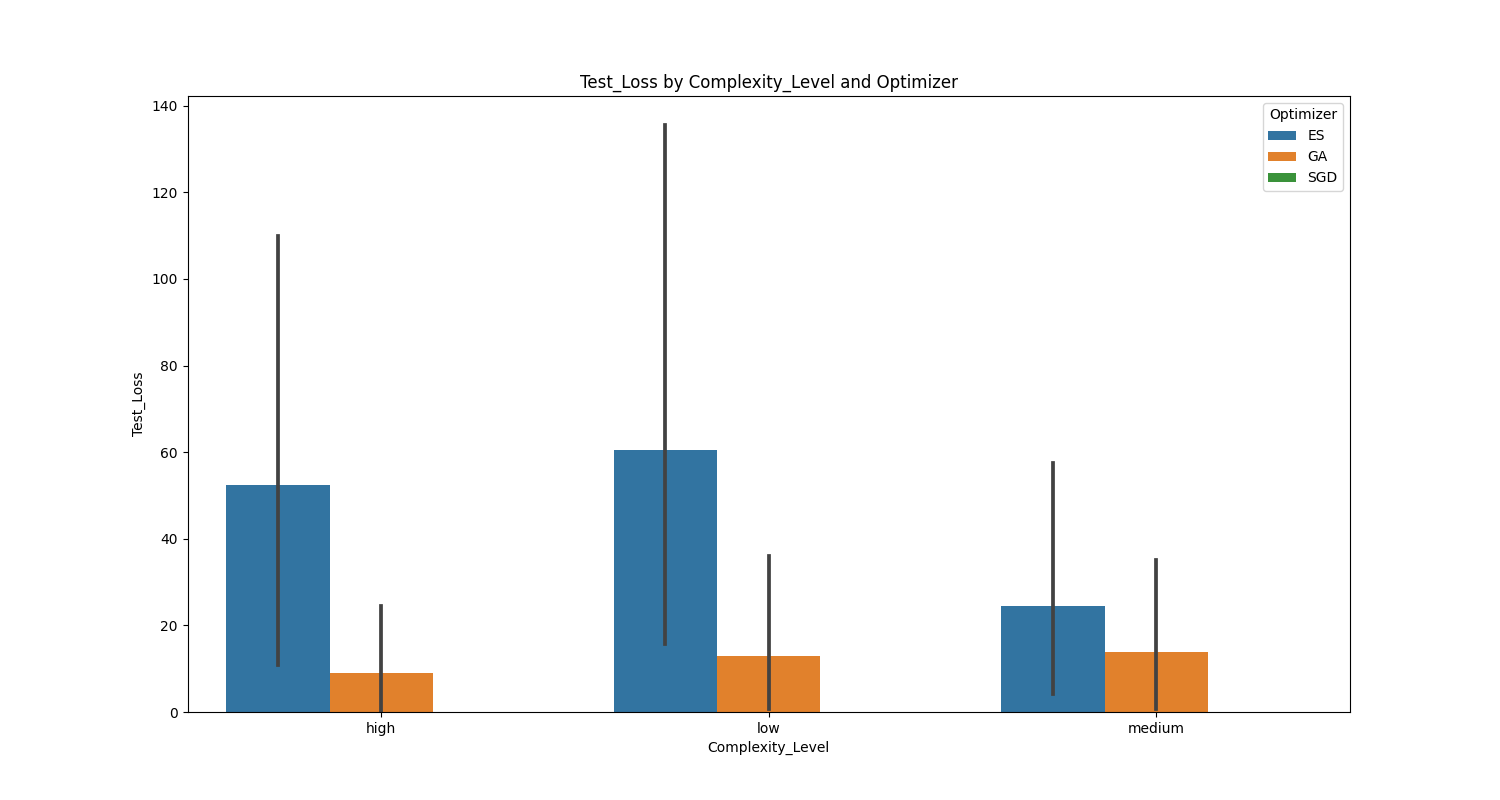 Test_Loss by Complexity_Level and Optimizer
Optimizer
ES
GA
SGD
140
120
100
80
60
40
20
0
Test_Loss
high
low
medium
Complexity_Level